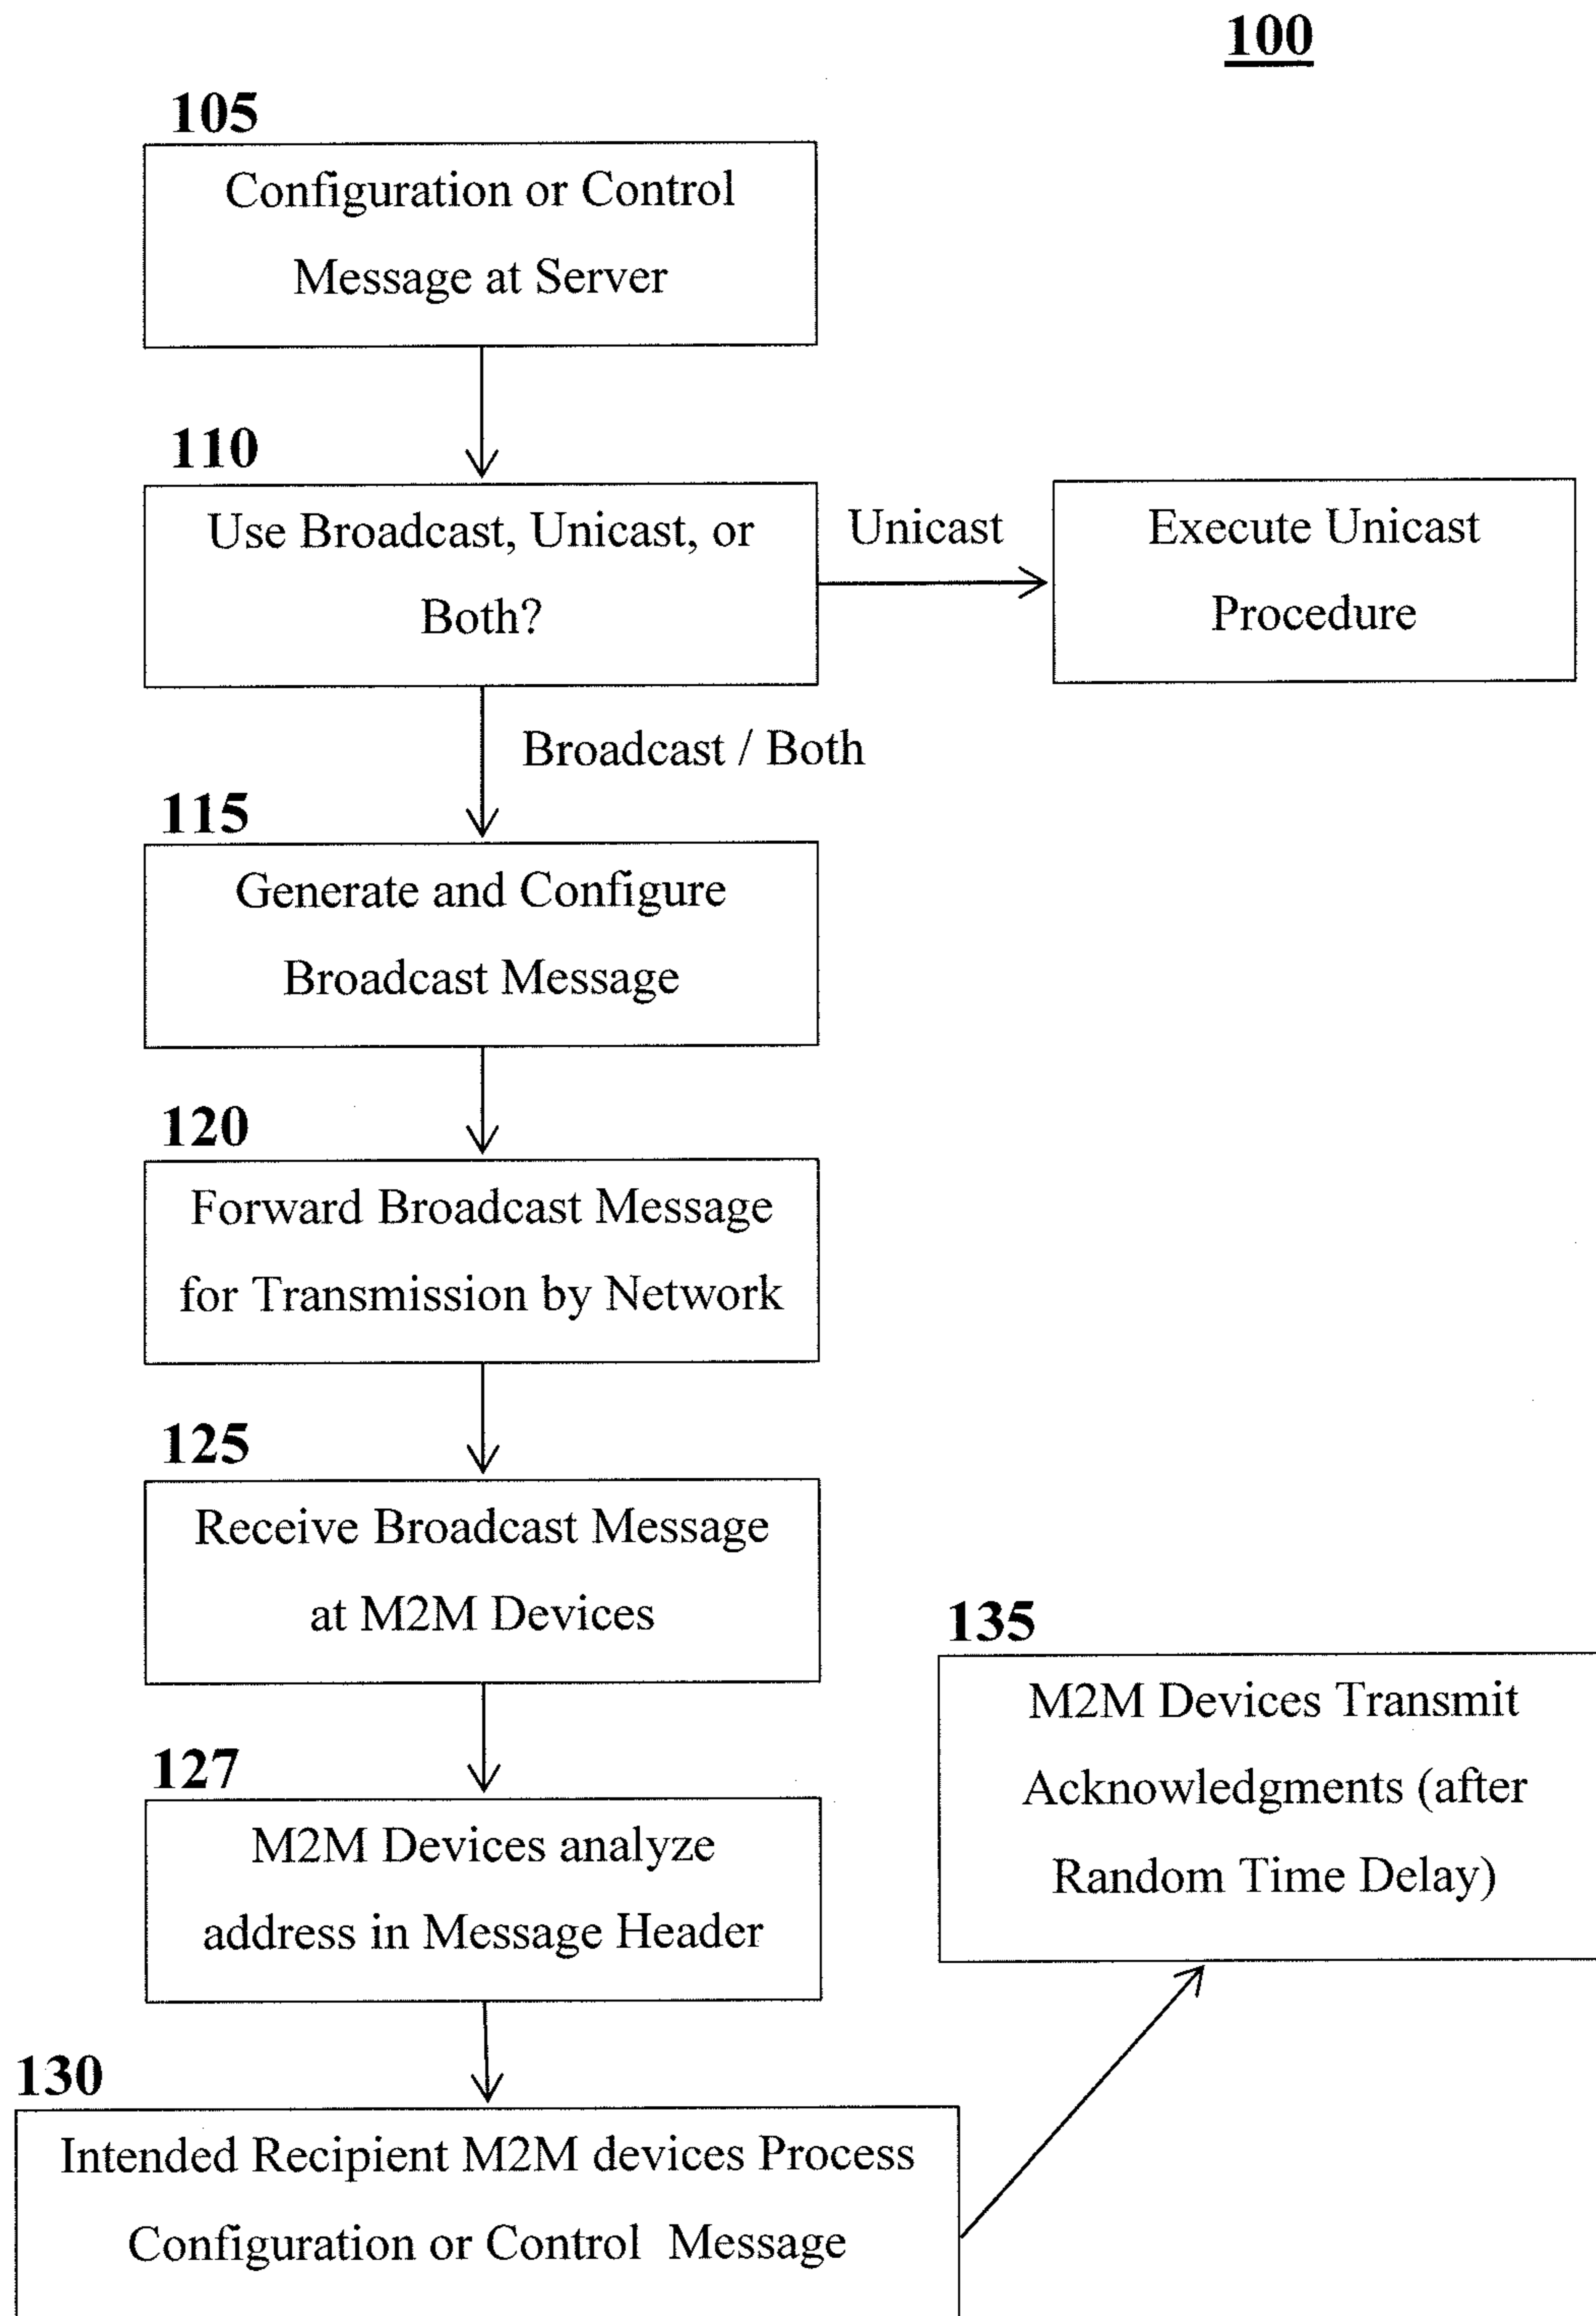 100
105
Configuration or Control
Message at Server
110
Use Broadcast, Unicast, or
Both?
Unicast
Execute Unicast
Procedure
Broadcast / Both
115
Generate and Configure
Broadcast Message
120
Forward Broadcast Message
for Transmission by Network
125
Receive Broadcast Message
at M2M Devices
127
M2M Devices analyze
address in Message Header
130
Intended Recipient M2M devices Process
Configuration or Control Message
135
M2M Devices Transmit
Acknowledgments (after
Random Time Delay)